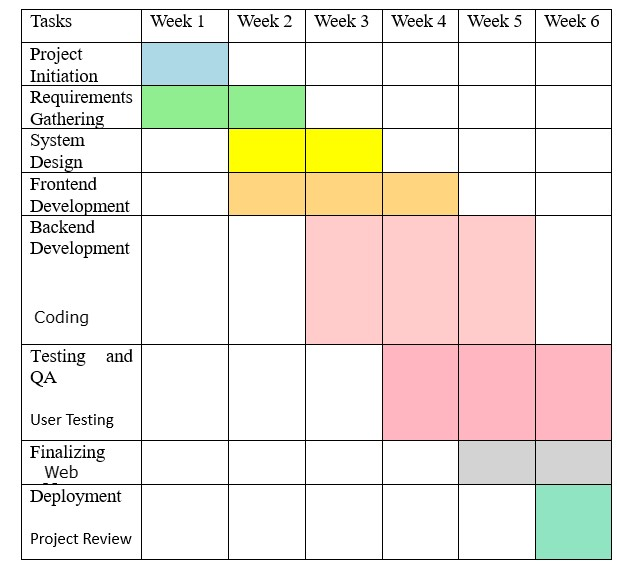 Tasks Week 1 Week 2 Week 3 Week 4 Week 5 Week 6
Project
Initiation
Requirements
Gathering
System
Design
Frontend
Development
Backend
Development
Coding
Testing and
QA
User Testing
Finalizing
Web
Deployment
Project Review